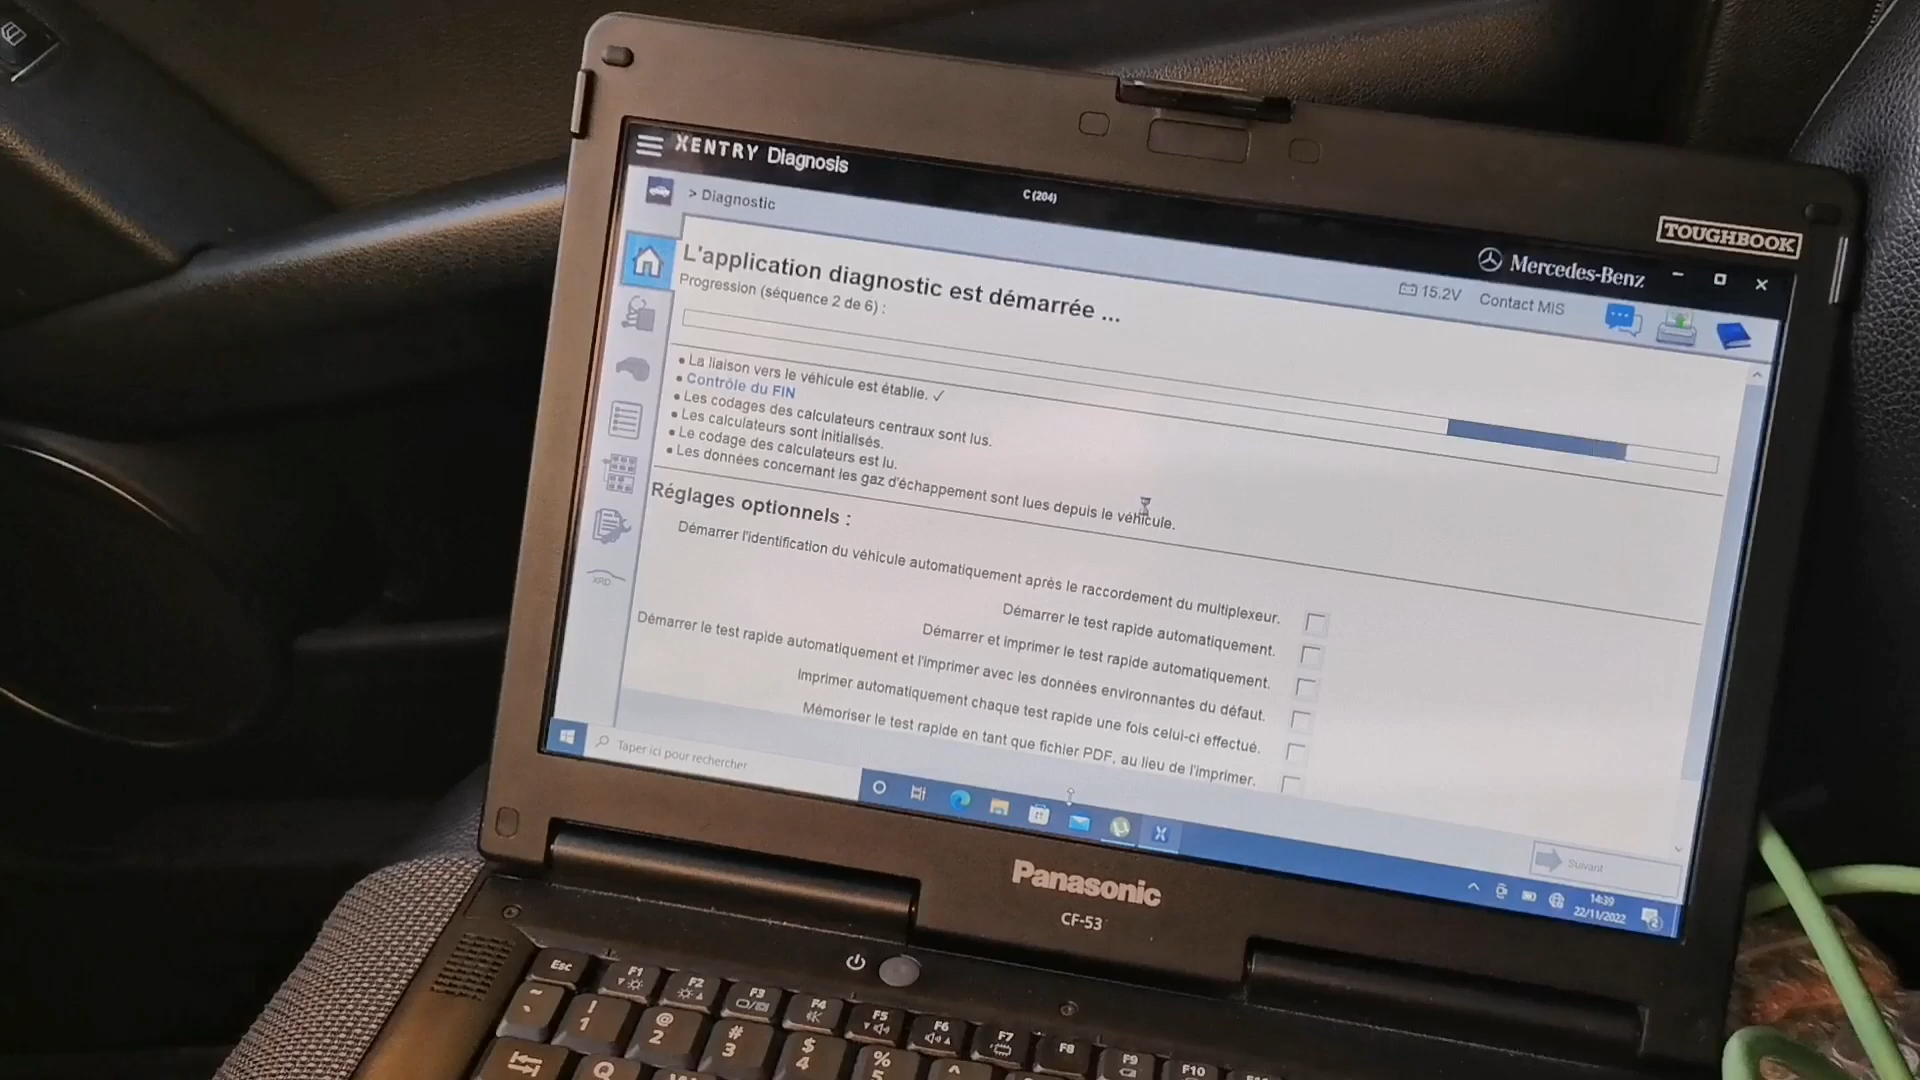 XENTRY Diagnosis
C (204)
TOUGHBOOK
Mercedes-Benz
> Diagnostic
15.2V
Contact MIS
L'application diagnostic est démarrée ...
Progression (séquence 2 de 6) :
• La liaison vers le véhicule est établie. ✓
• Contrôle du FIN
• Les codages des calculateurs centraux sont lus.
• Les calculateurs sont initialisés.
• Le codage des calculateurs est lu.
• Les données concernant les gaz d'échappement sont lues depuis le véhicule.
XRD
Réglages optionnels :
Démarrer l'identification du véhicule automatiquement après le raccordement du multiplexeur.
Démarrer le test rapide automatiquement.
Démarrer et imprimer le test rapide automatiquement.
Démarrer le test rapide automatiquement et l'imprimer avec les données environnantes du défaut.
Imprimer automatiquement chaque test rapide une fois celui-ci effectué.
Mémoriser le test rapide en tant que fichier PDF, au lieu de l'imprimer.
Suivant
Taper ici pour rechercher
X
14:39
22/11/2022
2
Panasonic
CF-53
Esc
F1
F2
F3
F4
F5
F6
F7
F8
F9
F10
~
`
!
1
@
2
#
3
$
4
%
5
^
Q